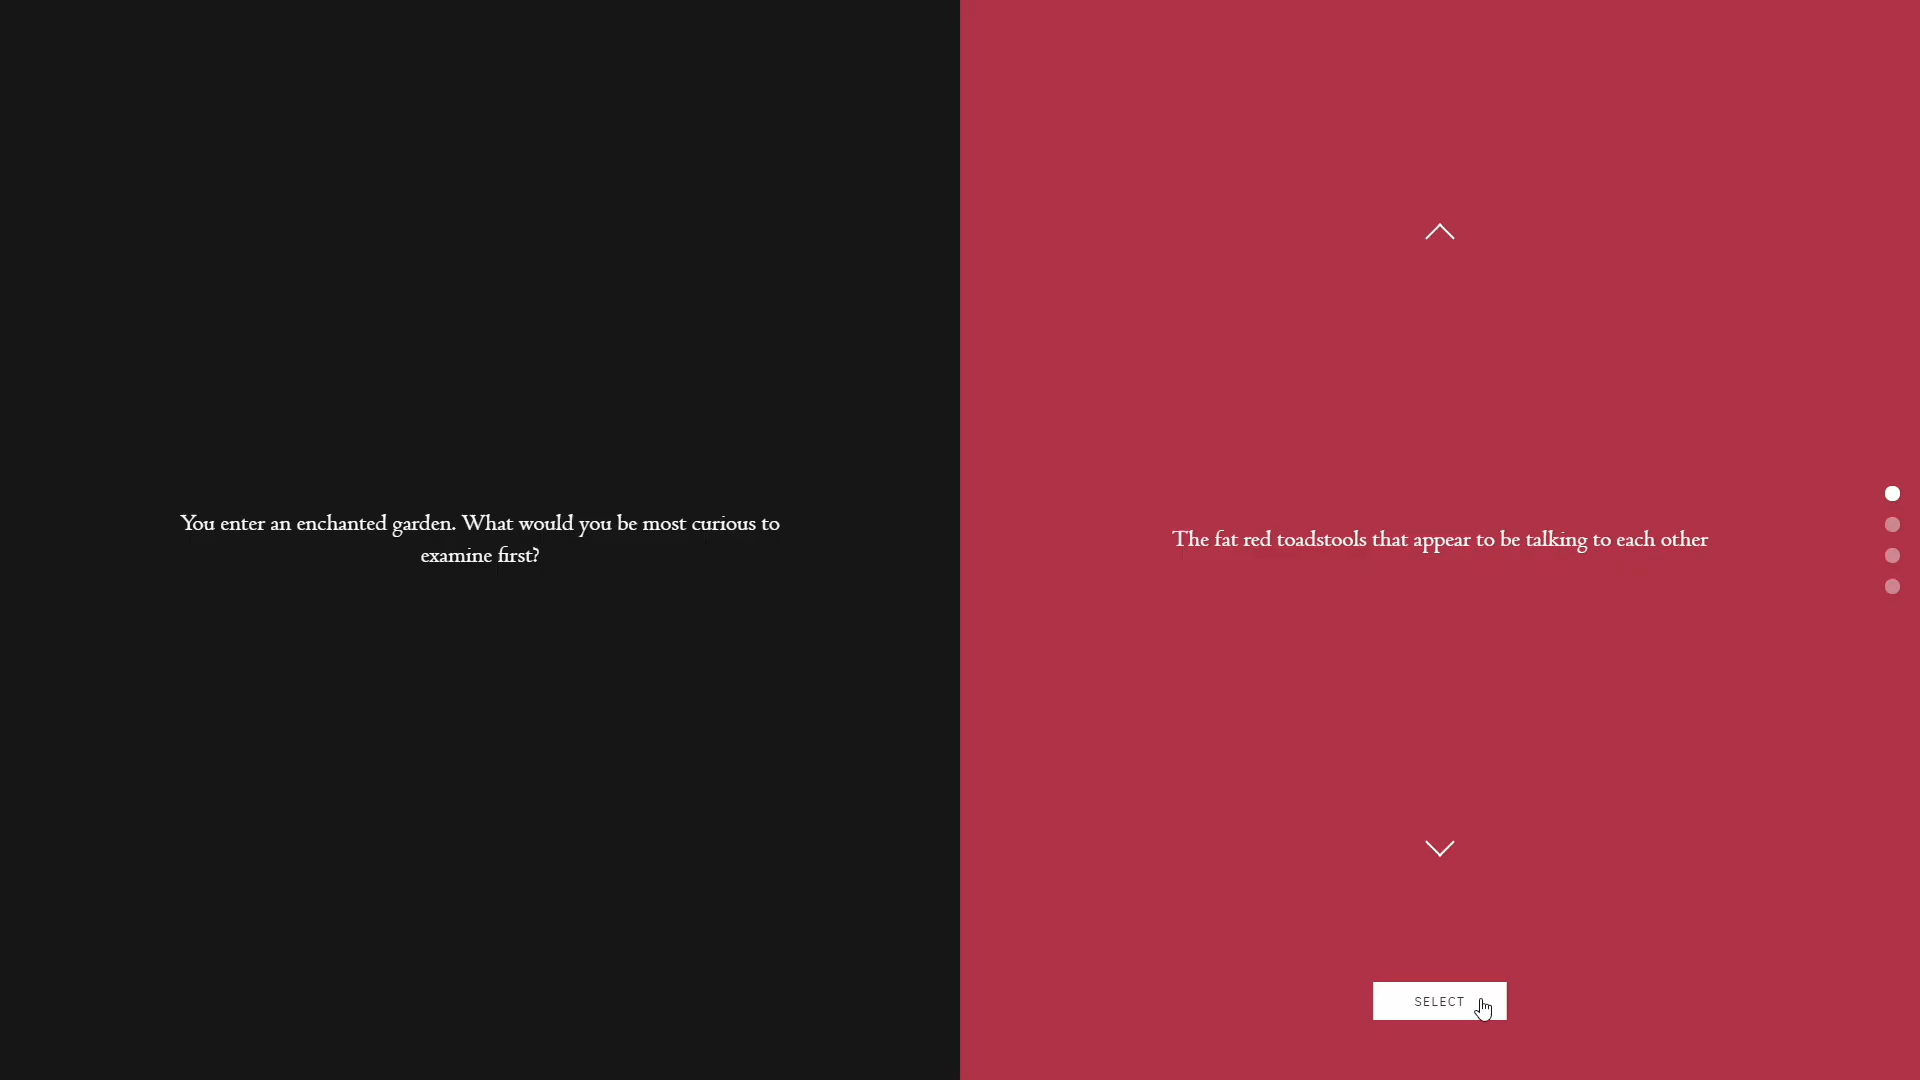 You enter an enchanted garden. What would you be most curious to
examine first?
The fat red toadstools that appear to be talking to each other
SELECT